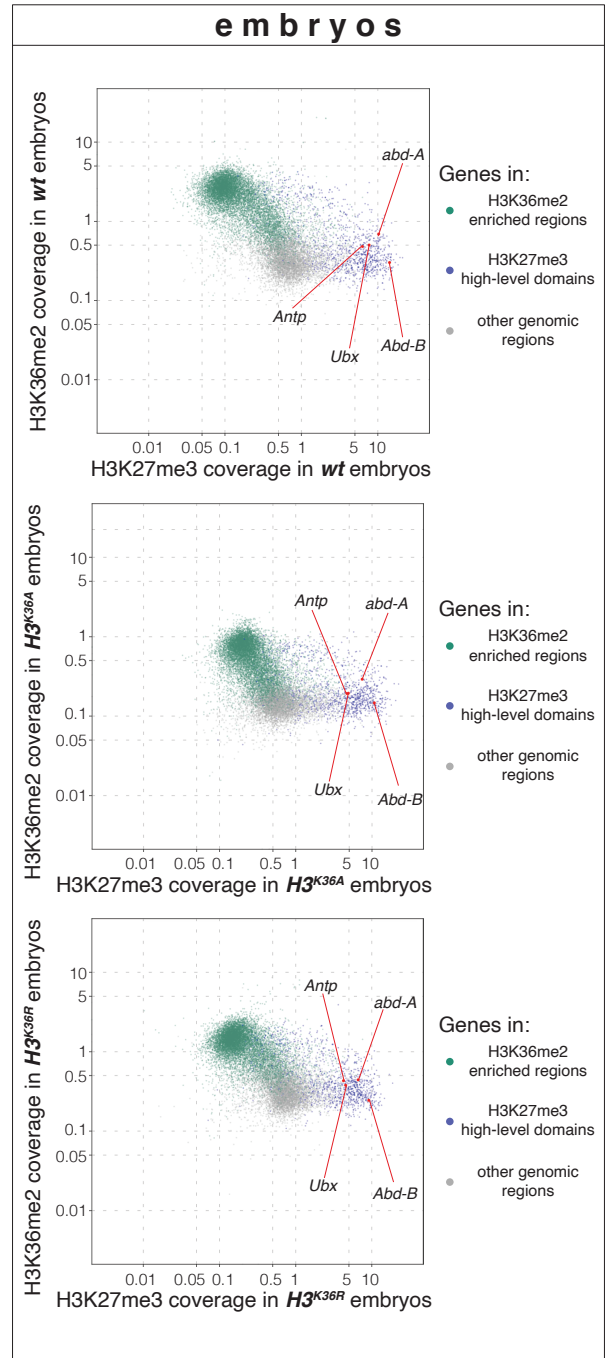 embryos
H3K36me2 coverage in wt embryos
10
5
1
0.5
0.1
0.05
0.01
abd-A
Antp
Ubx
Abd-B
0.01 0.05 0.1 0.5 1 5 10
H3K27me3 coverage in wt embryos
Genes in:
H3K36me2
enriched regions
H3K27me3
high-level domains
other genomic
regions
H3K36me2 coverage in H3K36A embryos
10
5
1
0.5
0.1
0.05
0.01
Antp
abd-A
Ubx
Abd-B
0.01 0.05 0.1 0.5 1 5 10
H3K27me3 coverage in H3K36A embryos
Genes in:
H3K36me2
enriched regions
H3K27me3
high-level domains
other genomic
regions
H3K36me2 coverage in H3K36R embryos
10
5
1
0.5
0.1
0.05
0.01
Antp
abd-A
Ubx
Abd-B
0.01 0.05 0.1 0.5 1 5 10
H3K27me3 coverage in H3K36R embryos
Genes in:
H3K36me2
enriched regions
H3K27me3
high-level domains
other genomic
regions